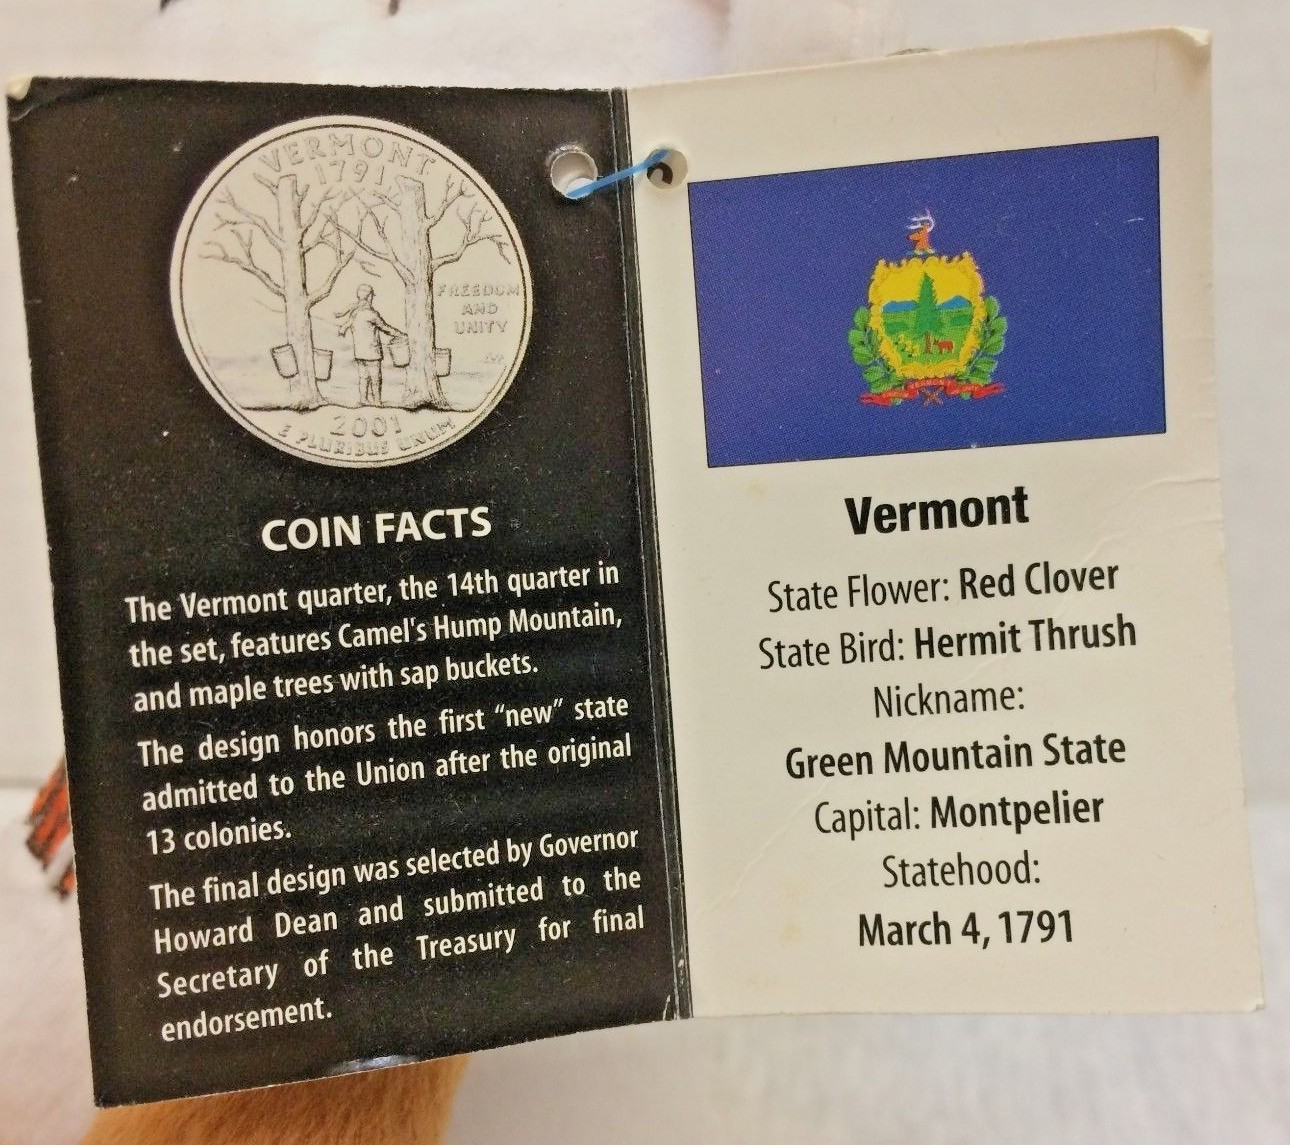 VERMONT
1791
FREEDOM
AND
UNITY
2001
E PLURIBUS UNUM
COIN FACTS
The Vermont quarter, the 14th quarter in
the set, features Camel's Hump Mountain,
and maple trees with sap buckets.
The design honors the first “new” state
admitted to the Union after the original
13 colonies.
The final design was selected by Governor
Howard Dean and submitted to the
Secretary of the Treasury for final
endorsement.
VERMONT
Vermont
State Flower: Red Clover
State Bird: Hermit Thrush
Nickname:
Green Mountain State
Capital: Montpelier
Statehood:
March 4, 1791